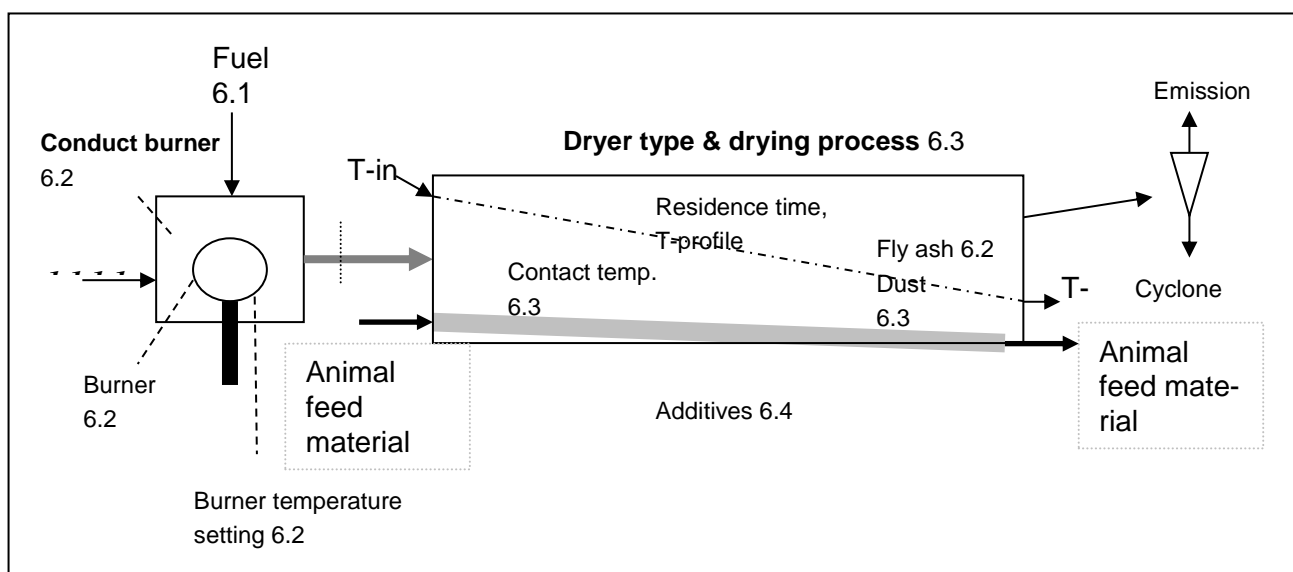 Fuel
6.1
Emission
Conduct burner
6.2
Dryer type & drying process 6.3
T-in
Residence time,
T-profile
Fly ash 6.2
Contact temp.
6.3
Dust
6.3
T-
Cyclone
Burner
6.2
Animal
feed
material
Additives 6.4
Animal
feed mate-
rial
Burner temperature
setting 6.2